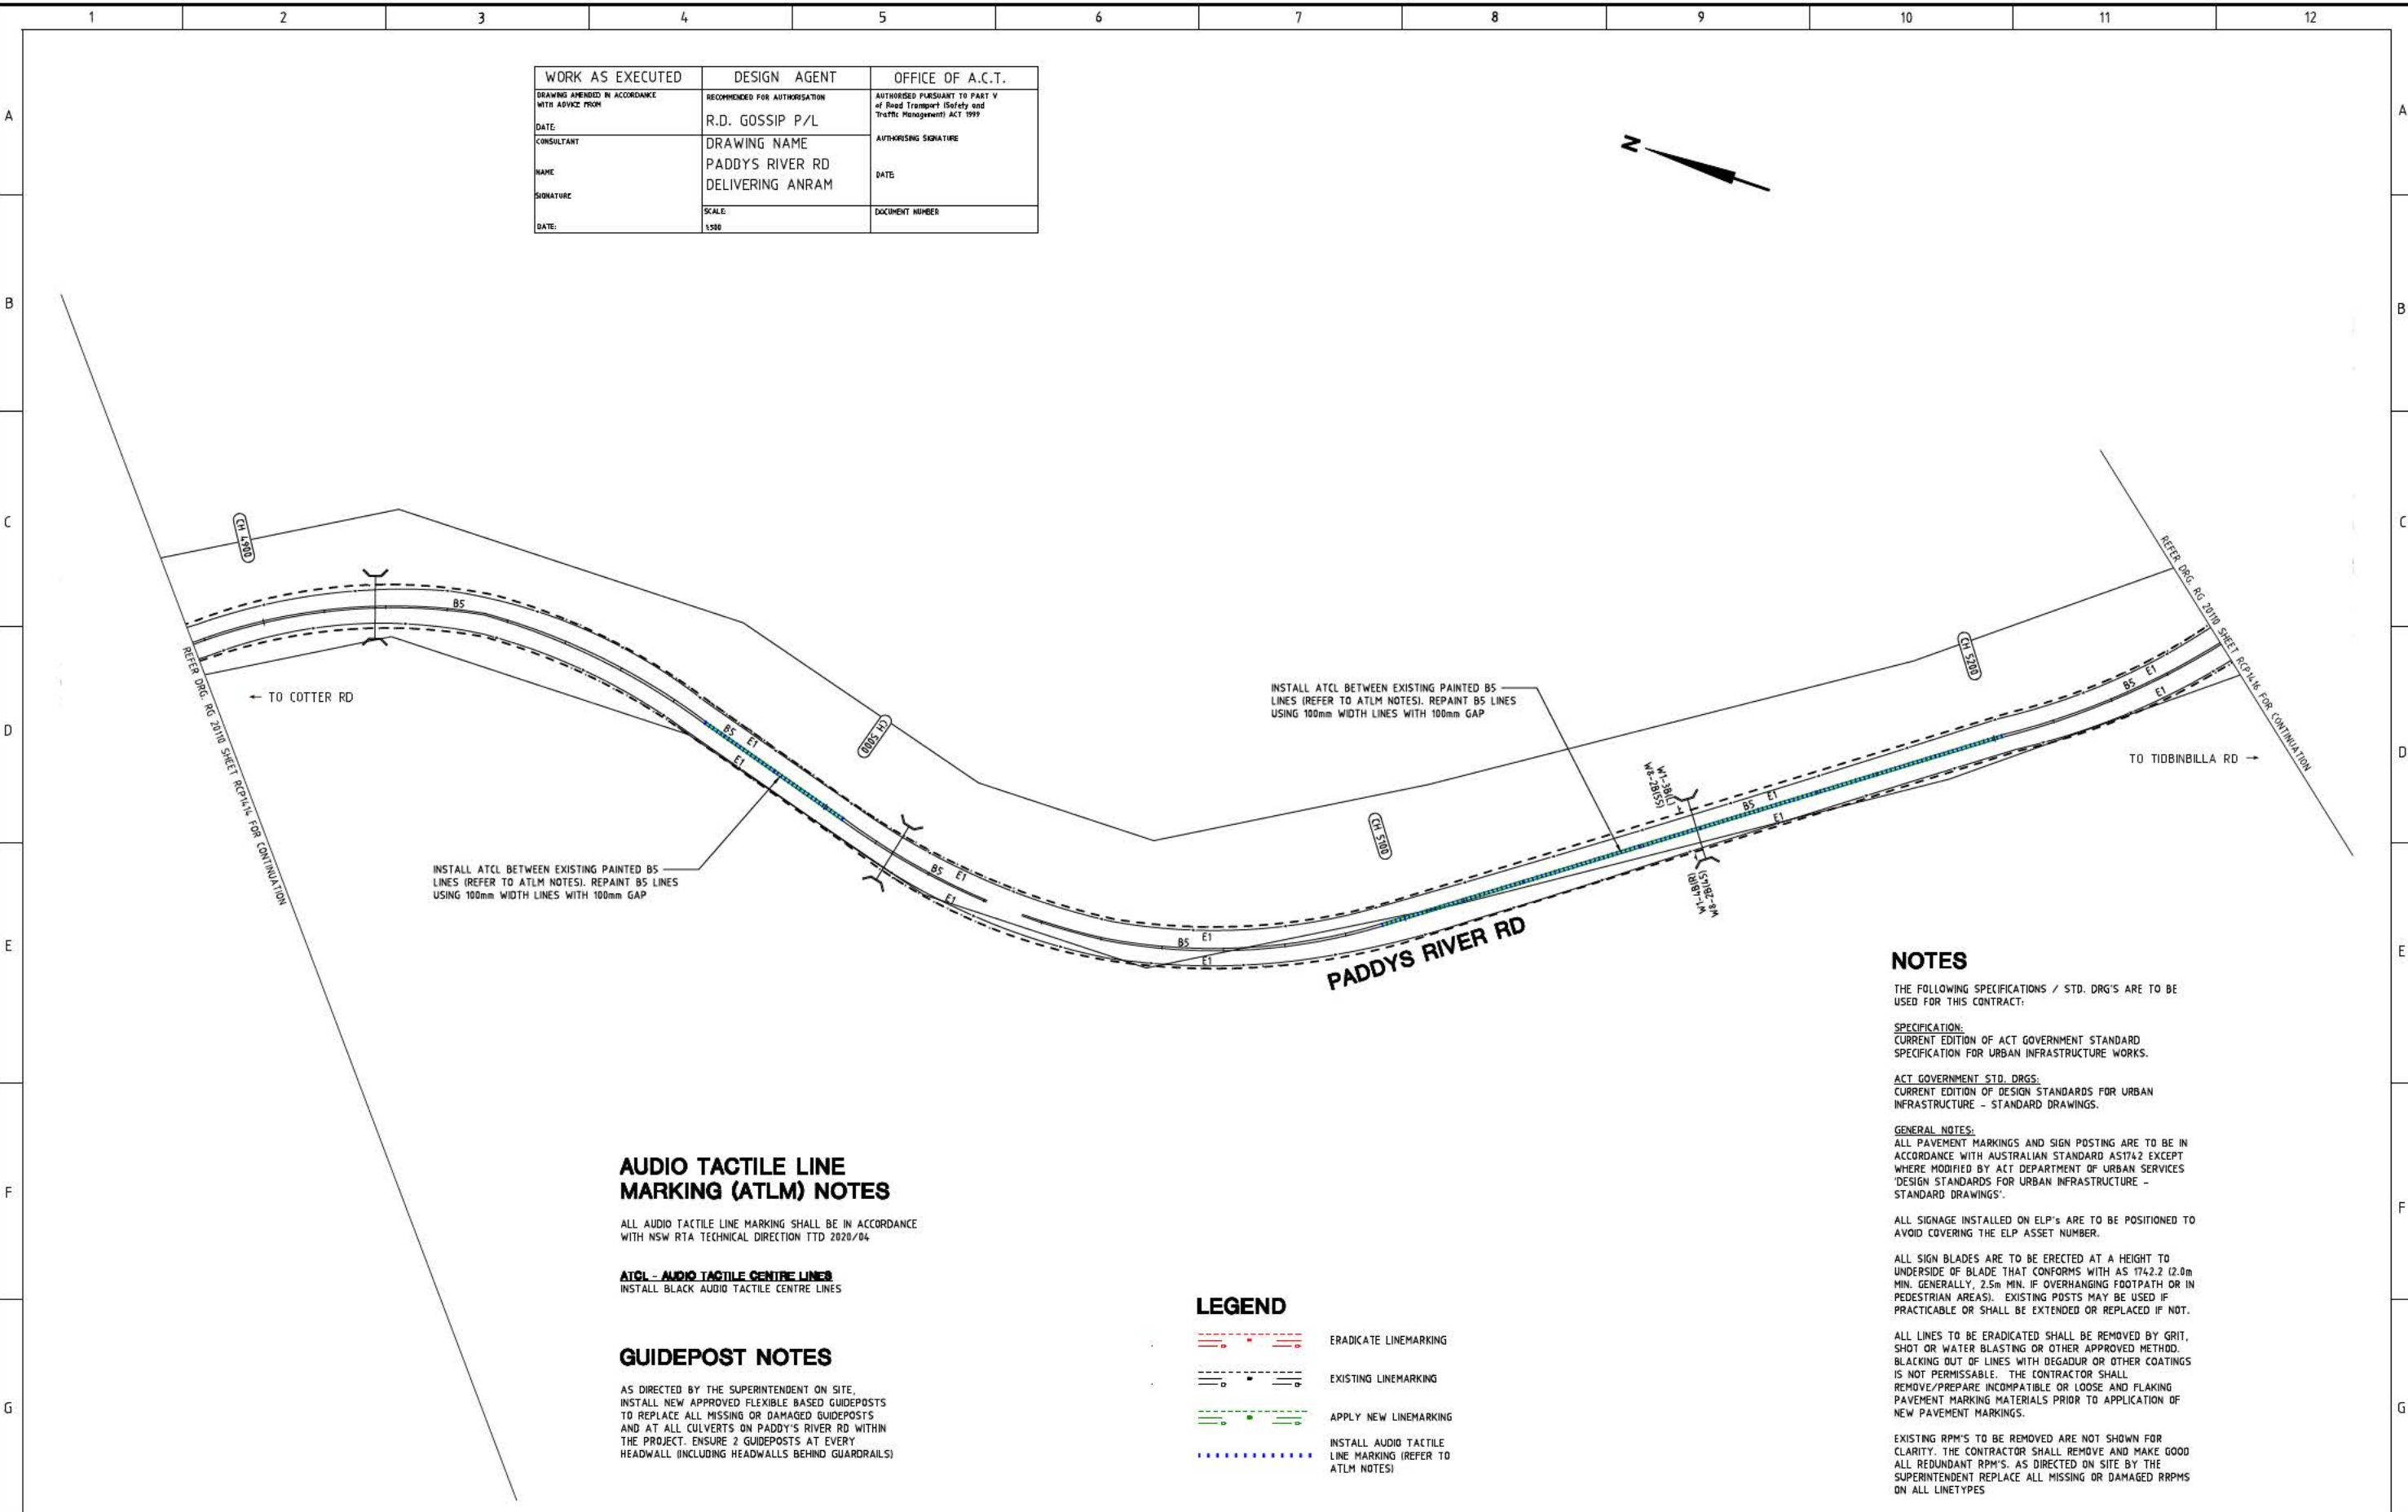 1 2 3 4 5 6 7 8 9 10 11 12
A A
B B
C C
D D
E E
F F
G G
WORK AS EXECUTED
DRAWING AMENDED IN ACCORDANCE
WITH ADVICE FROM
DATE:
CONSULTANT
NAME
SIGNATURE
DATE:
DESIGN AGENT
RECOMMENDED FOR AUTHORISATION
R.D. GOSSIP P/L
DRAWING NAME
PADDYS RIVER RD
DELIVERING ANRAM
SCALE:
1:500
OFFICE OF A.C.T.
AUTHORISED PURSUANT TO PART V
of Road Transport (Safety and
Traffic Management) ACT 1999
AUTHORISING SIGNATURE
DATE:
DOCUMENT NUMBER
N
CH 4900
B5
REFER DRG. RG 20110 SHEET RCP1414 FOR CONTINUATION
← TO COTTER RD
B5 E1
E1
CH 5000
INSTALL ATCL BETWEEN EXISTING PAINTED B5
LINES (REFER TO ATLM NOTES). REPAINT B5 LINES
USING 100mm WIDTH LINES WITH 100mm GAP
B5 E1
E1
B5 E1
E1
CH 5100
INSTALL ATCL BETWEEN EXISTING PAINTED B5
LINES (REFER TO ATLM NOTES). REPAINT B5 LINES
USING 100mm WIDTH LINES WITH 100mm GAP
PADDYS RIVER RD
W1-3B(L)
W8-2B(55)
B5 E1
E1
W8-2B(45)
W1-4B(R)
CH 5200
B5 E1
E1
REFER DRG. RG 20110 SHEET RCP1416 FOR CONTINUATION
TO TIDBINBILLA RD →
AUDIO TACTILE LINE
MARKING (ATLM) NOTES
ALL AUDIO TACTILE LINE MARKING SHALL BE IN ACCORDANCE
WITH NSW RTA TECHNICAL DIRECTION TTD 2020/04
ATCL - AUDIO TACTILE CENTRE LINES
INSTALL BLACK AUDIO TACTILE CENTRE LINES
GUIDEPOST NOTES
AS DIRECTED BY THE SUPERINTENDENT ON SITE,
INSTALL NEW APPROVED FLEXIBLE BASED GUIDEPOSTS
TO REPLACE ALL MISSING OR DAMAGED GUIDEPOSTS
AND AT ALL CULVERTS ON PADDY'S RIVER RD WITHIN
THE PROJECT. ENSURE 2 GUIDEPOSTS AT EVERY
HEADWALL (INCLUDING HEADWALLS BEHIND GUARDRAILS)
LEGEND
ERADICATE LINEMARKING
EXISTING LINEMARKING
APPLY NEW LINEMARKING
INSTALL AUDIO TACTILE
LINE MARKING (REFER TO
ATLM NOTES)
NOTES
THE FOLLOWING SPECIFICATIONS / STD. DRG'S ARE TO BE
USED FOR THIS CONTRACT:
SPECIFICATION:
CURRENT EDITION OF ACT GOVERNMENT STANDARD
SPECIFICATION FOR URBAN INFRASTRUCTURE WORKS.
ACT GOVERNMENT STD. DRGS:
CURRENT EDITION OF DESIGN STANDARDS FOR URBAN
INFRASTRUCTURE - STANDARD DRAWINGS.
GENERAL NOTES:
ALL PAVEMENT MARKINGS AND SIGN POSTING ARE TO BE IN
ACCORDANCE WITH AUSTRALIAN STANDARD AS1742 EXCEPT
WHERE MODIFIED BY ACT DEPARTMENT OF URBAN SERVICES
'DESIGN STANDARDS FOR URBAN INFRASTRUCTURE -
STANDARD DRAWINGS'.
ALL SIGNAGE INSTALLED ON ELP's ARE TO BE POSITIONED TO
AVOID COVERING THE ELP ASSET NUMBER.
ALL SIGN BLADES ARE TO BE ERECTED AT A HEIGHT TO
UNDERSIDE OF BLADE THAT CONFORMS WITH AS 1742.2 (2.0m
MIN. GENERALLY, 2.5m MIN. IF OVERHANGING FOOTPATH OR IN
PEDESTRIAN AREAS). EXISTING POSTS MAY BE USED IF
PRACTICABLE OR SHALL BE EXTENDED OR REPLACED IF NOT.
ALL LINES TO BE ERADICATED SHALL BE REMOVED BY GRIT,
SHOT OR WATER BLASTING OR OTHER APPROVED METHOD.
BLACKING OUT OF LINES WITH DEGADUR OR OTHER COATINGS
IS NOT PERMISSABLE. THE CONTRACTOR SHALL
REMOVE/PREPARE INCOMPATIBLE OR LOOSE AND FLAKING
PAVEMENT MARKING MATERIALS PRIOR TO APPLICATION OF
NEW PAVEMENT MARKINGS.
EXISTING RPM'S TO BE REMOVED ARE NOT SHOWN FOR
CLARITY. THE CONTRACTOR SHALL REMOVE AND MAKE GOOD
ALL REDUNDANT RPM'S. AS DIRECTED ON SITE BY THE
SUPERINTENDENT REPLACE ALL MISSING OR DAMAGED RRPMS
ON ALL LINETYPES